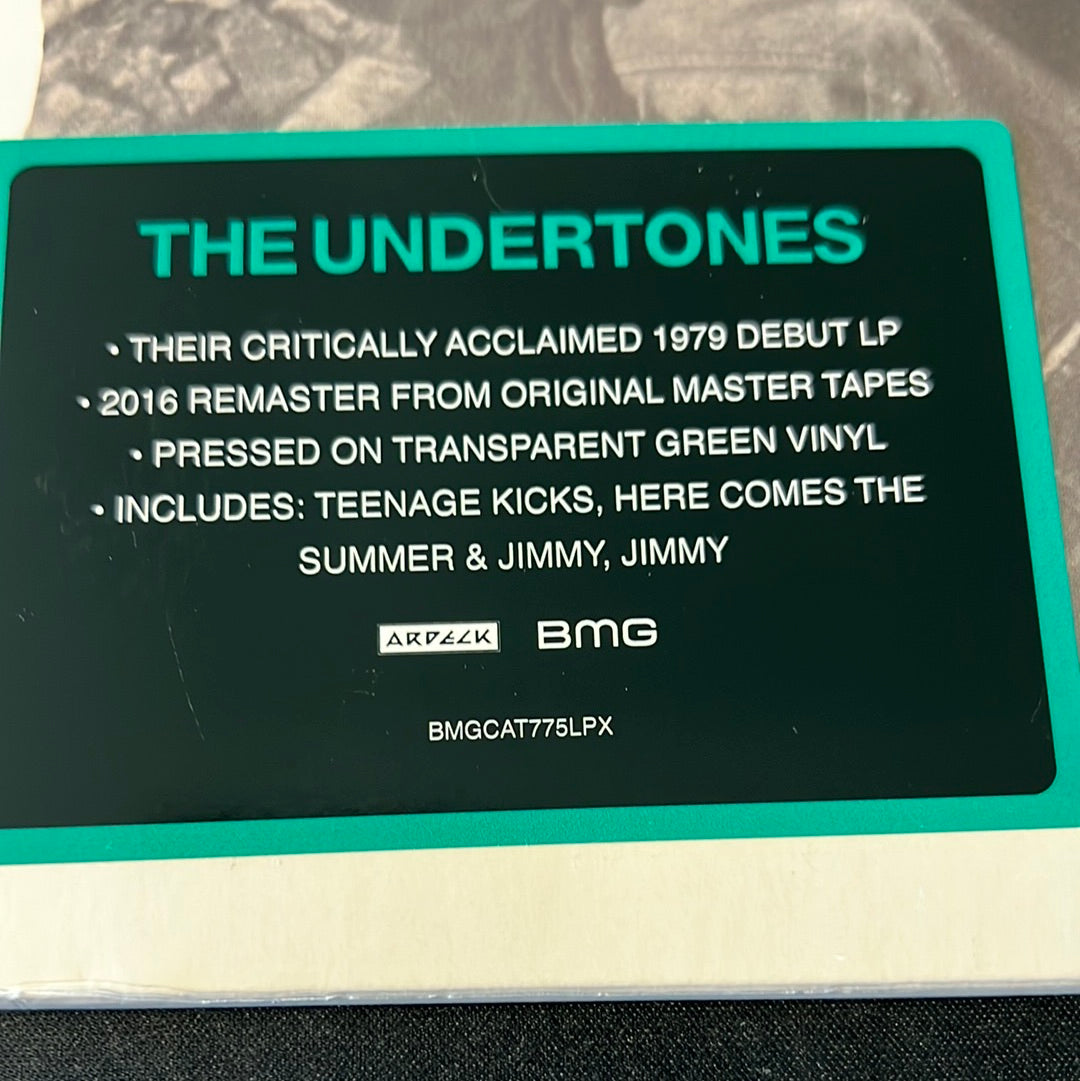 THE UNDERTONES
• THEIR CRITICALLY ACCLAIMED 1979 DEBUT LP
• 2016 REMASTER FROM ORIGINAL MASTER TAPES
• PRESSED ON TRANSPARENT GREEN VINYL
• INCLUDES: TEENAGE KICKS, HERE COMES THE
SUMMER & JIMMY, JIMMY
ARDECK BMG
BMGCAT775LPX